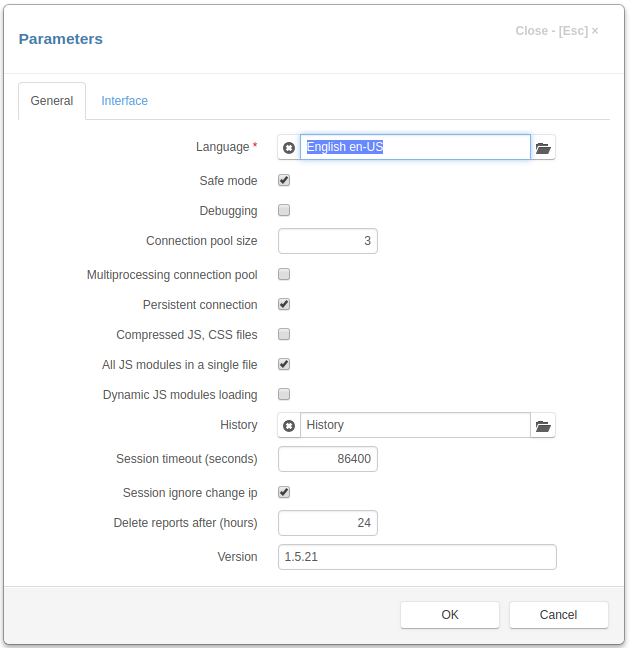 Parameters
Close - [Esc] ×
General Interface
Language * English en-US
Safe mode
Debugging
Connection pool size 3
Multiprocessing connection pool
Persistent connection
Compressed JS, CSS files
All JS modules in a single file
Dynamic JS modules loading
History History
Session timeout (seconds) 86400
Session ignore change ip
Delete reports after (hours) 24
Version 1.5.21
OK Cancel